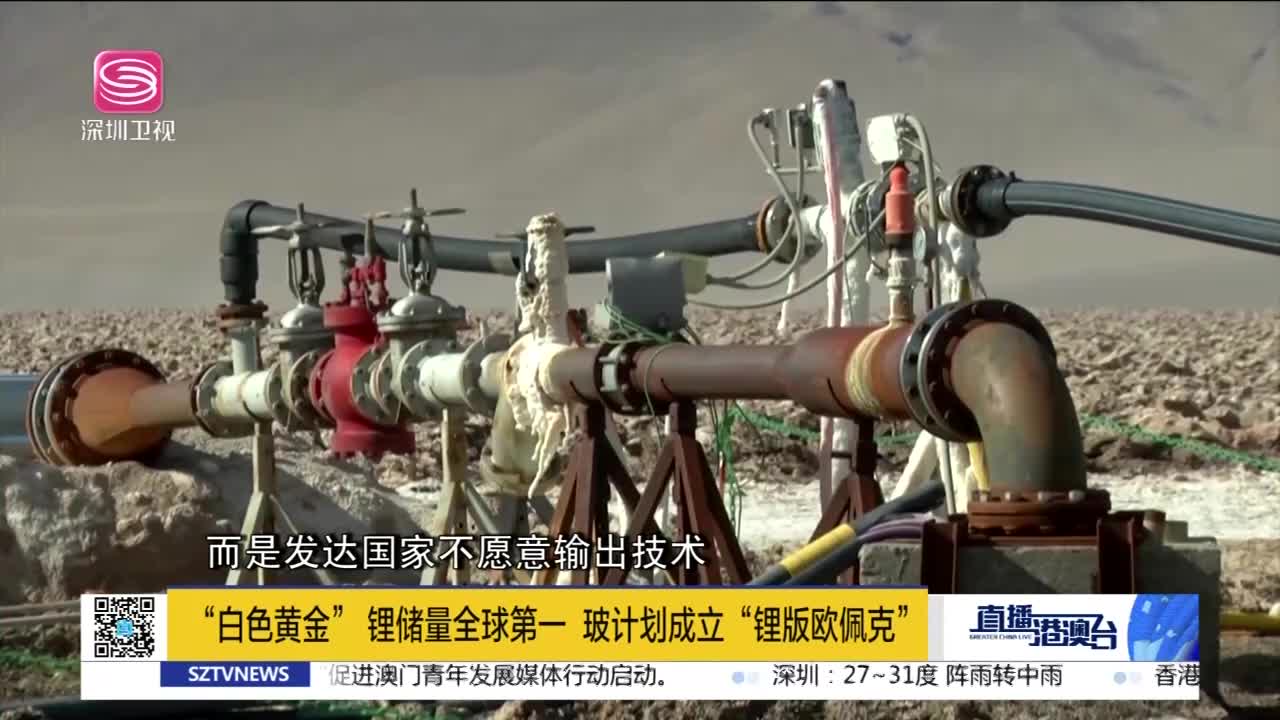 深圳卫视
而是发达国家不愿意输出技术
“白色黄金” 锂储量全球第一 玻计划成立“锂版欧佩克”
直播港澳台
GREATER CHINA LIVE
SZTVNEWS
“促进澳门青年发展媒体行动启动。 深圳：27~31度 阵雨转中雨 香港